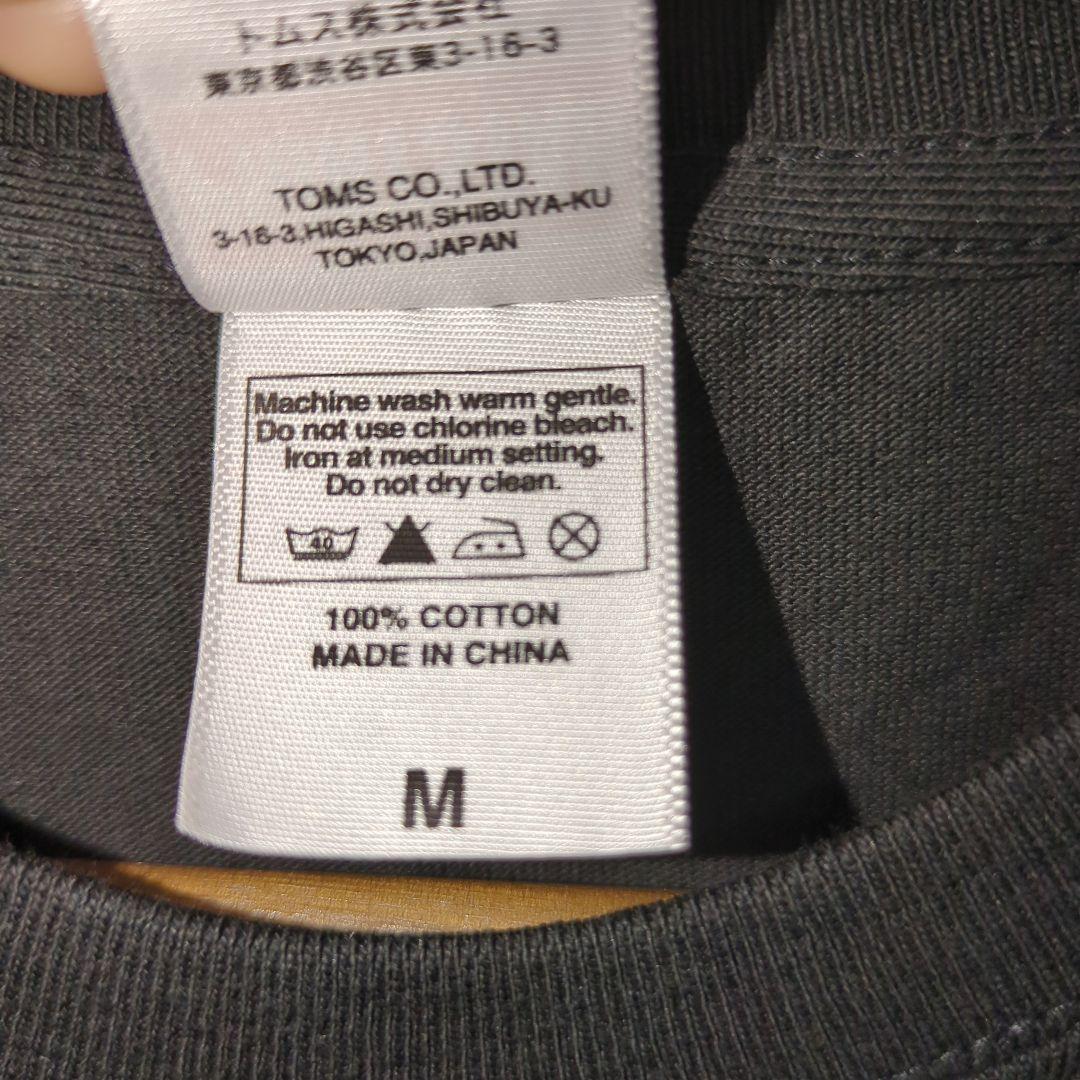 トムス株式会社
東京都渋谷区東3-16-3
TOMS CO.,LTD.
3-16-3,HIGASHI,SHIBUYA-KU
TOKYO,JAPAN
Machine wash warm gentle.
Do not use chlorine bleach.
Iron at medium setting.
Do not dry clean.
40
100% COTTON
MADE IN CHINA
M